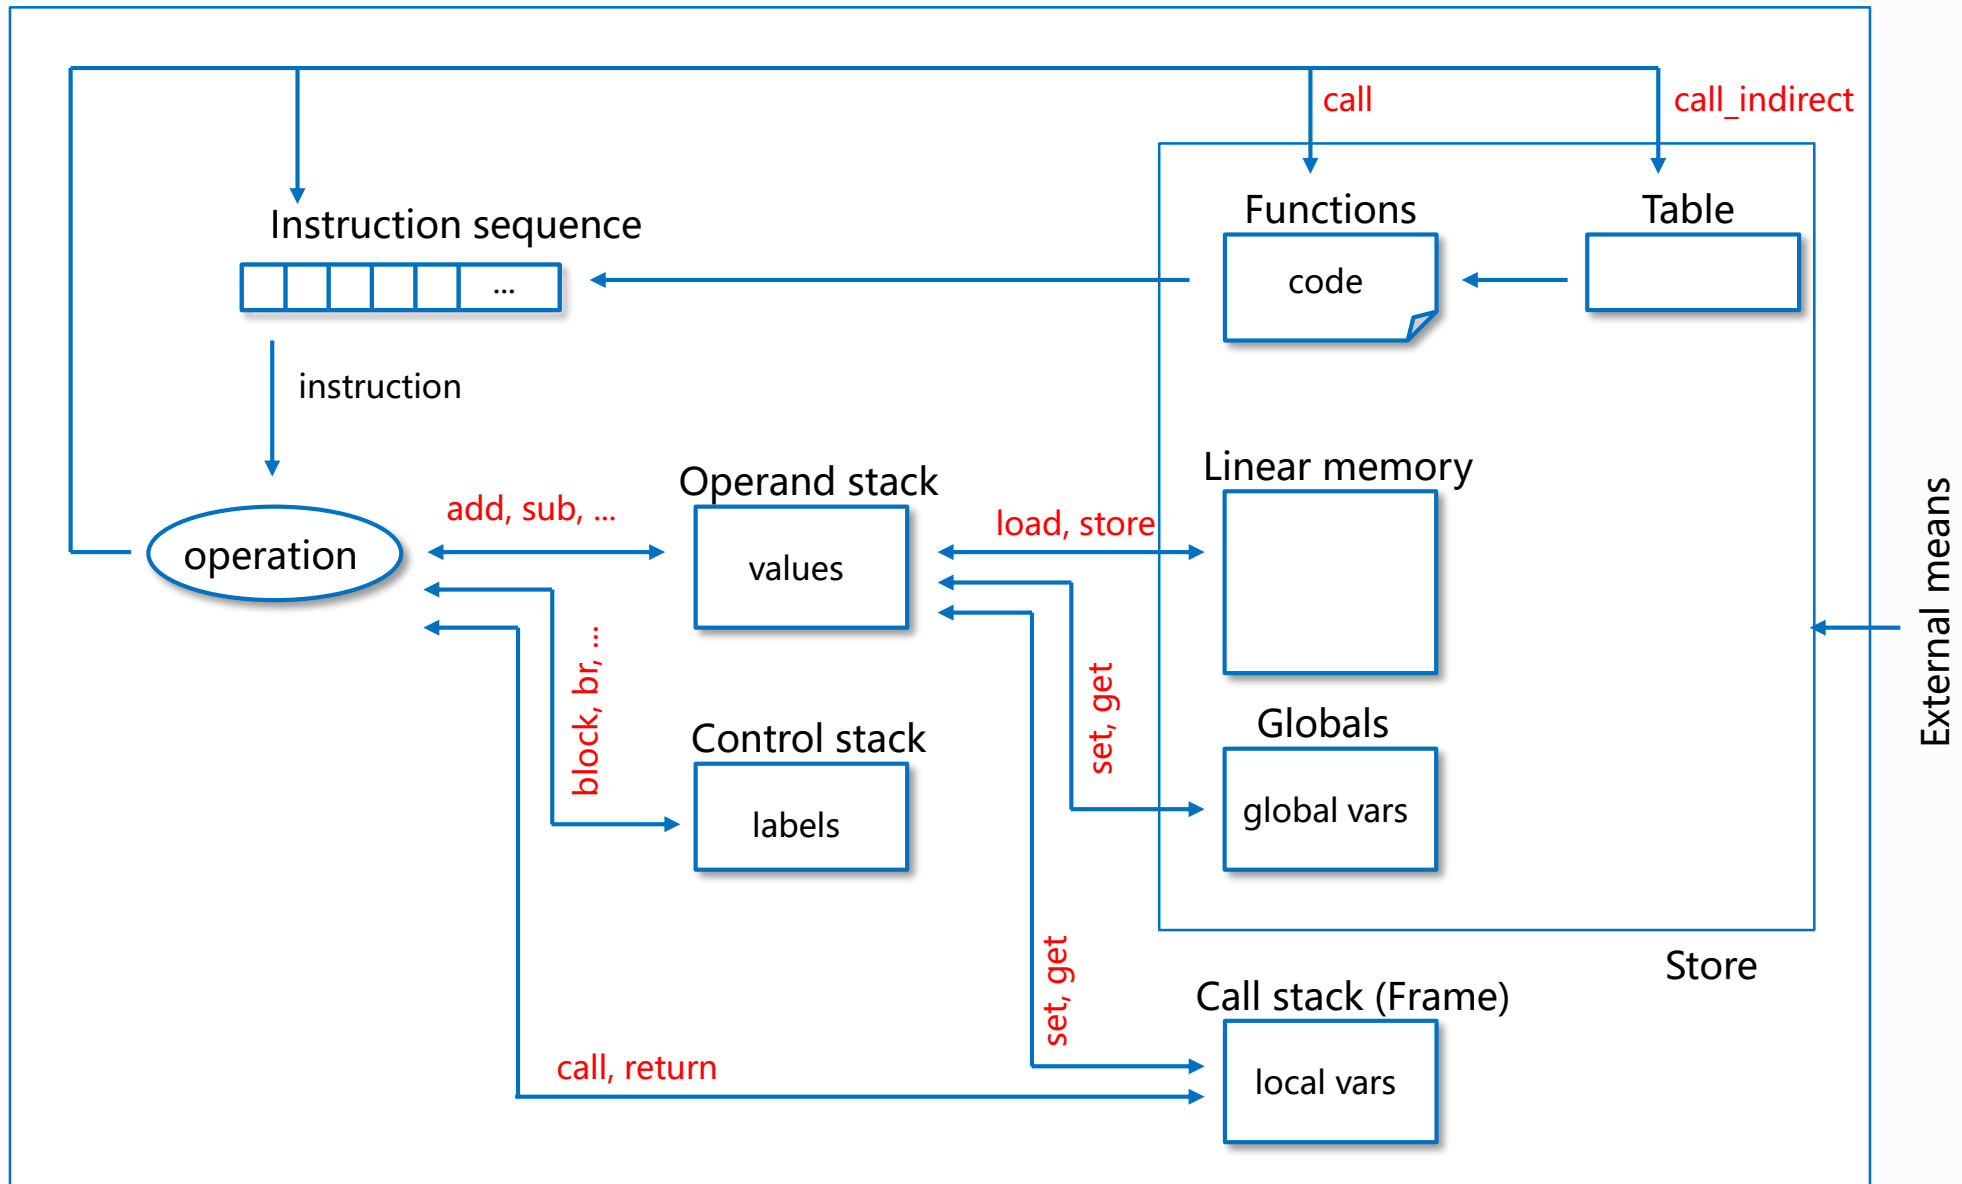 call
call_indirect
Instruction sequence
...
Functions
code
Table
instruction
operation
add, sub, ...
Operand stack
values
load, store
Linear memory
External means
block, br, ...
set, get
Control stack
labels
Globals
global vars
Store
set, get
Call stack (Frame)
local vars
call, return